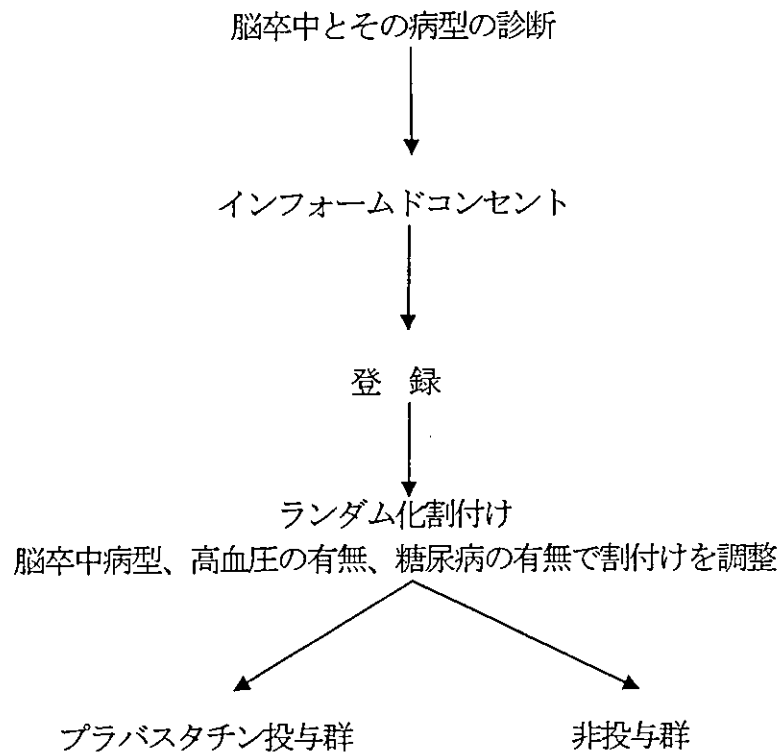 脳卒中とその病型の診断
インフォームドコンセント
登　録
ランダム化割付け
脳卒中病型、高血圧の有無、糖尿病の有無で割付けを調整
プラバスタチン投与群　非投与群